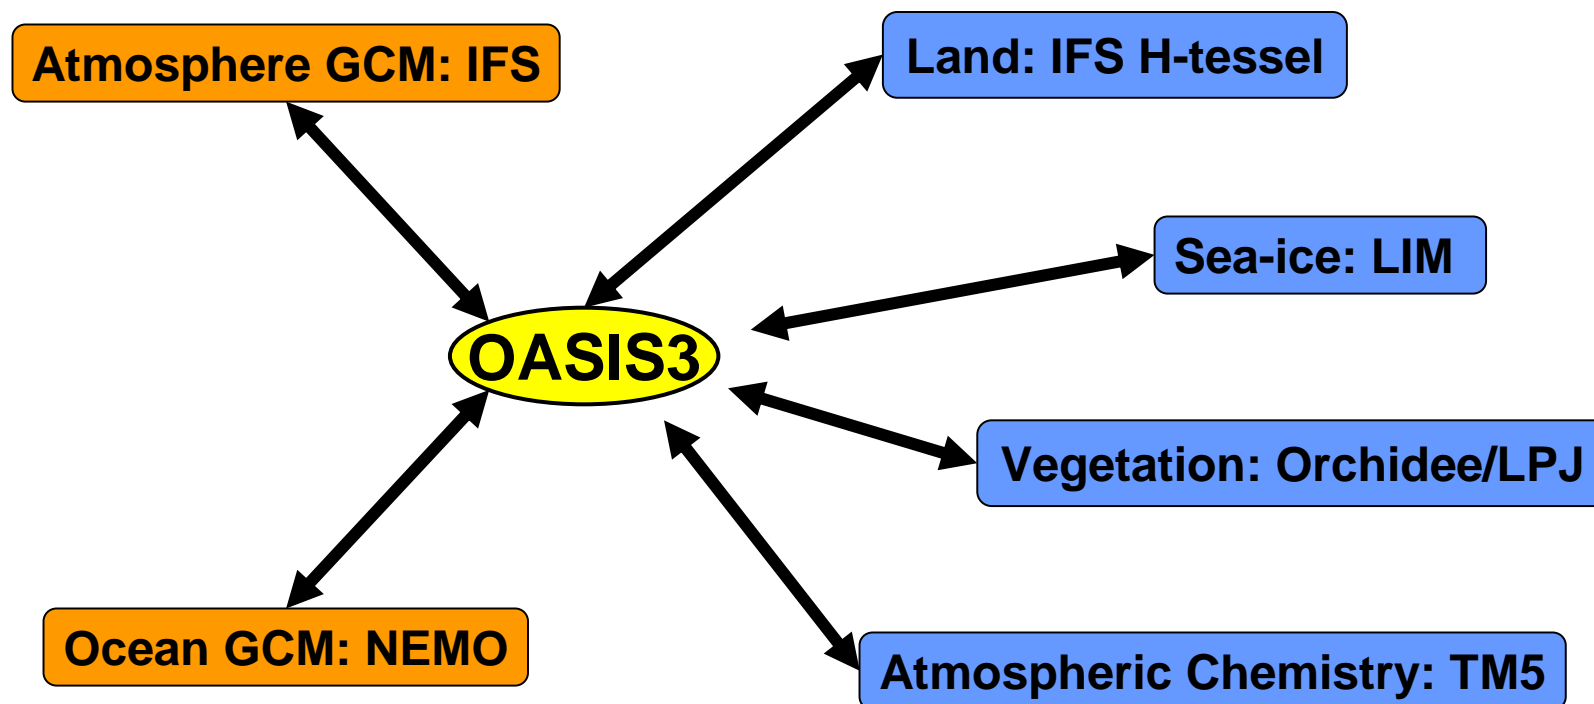 Atmosphere GCM: IFS
Land: IFS H-tessel
Sea-ice: LIM
OASIS3
Vegetation: Orchidee/LPJ
Ocean GCM: NEMO
Atmospheric Chemistry: TM5